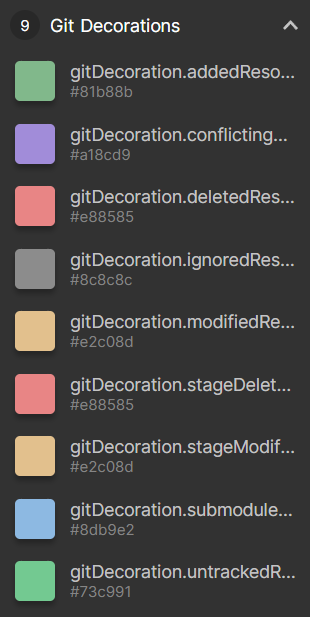 9 Git Decorations
gitDecoration.addedReso...
#81b88b
gitDecoration.conflicting...
#a18cd9
gitDecoration.deletedRes...
#e88585
gitDecoration.ignoredRes...
#8c8c8c
gitDecoration.modifiedRe...
#e2c08d
gitDecoration.stageDelet...
#e88585
gitDecoration.stageModif...
#e2c08d
gitDecoration.submodule...
#8db9e2
gitDecoration.untrackedR...
#73c991